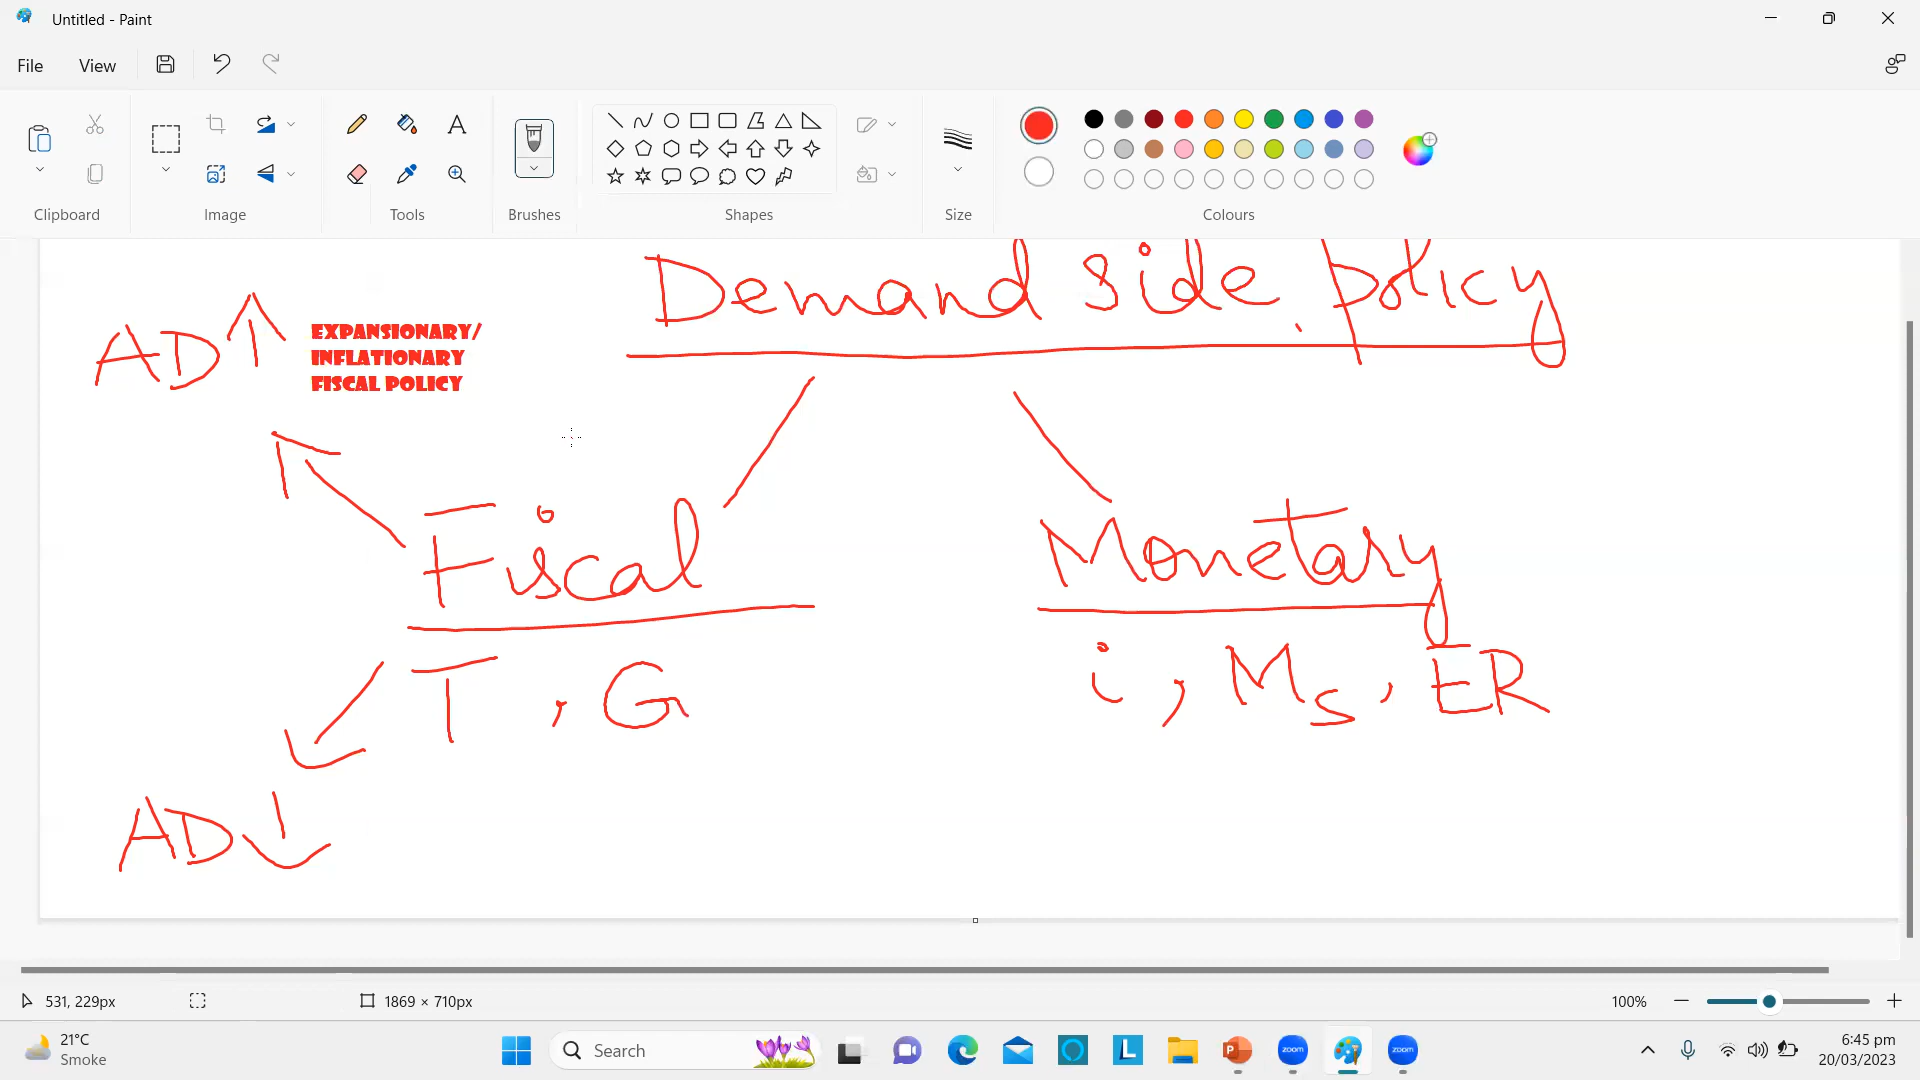 Untitled - Paint
File
View
Clipboard
Image
Tools
Brushes
Shapes
Size
Colours
Demand side policy
AD↑
EXPANSIONARY/
INFLATIONARY
FISCAL POLICY
Fiscal
Monetary
T , G
i , Ms , ER
AD↓
531, 229px
1869 × 710px
100%
21°C
Smoke
Search
L
P
zoom
zoom
6:45 pm
20/03/2023